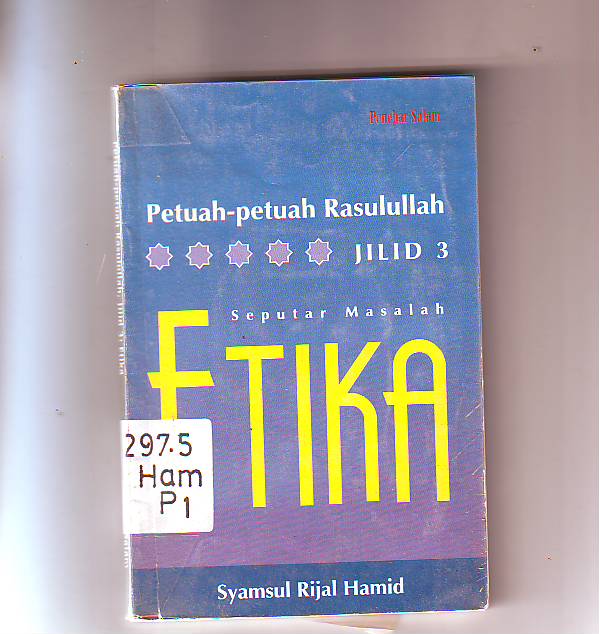 Penebar Salam
Petuah-petuah Rasulullah
JILID 3
Seputar Masalah
ETIKA
297.5
Ham
P1
Syamsul Rijal Hamid